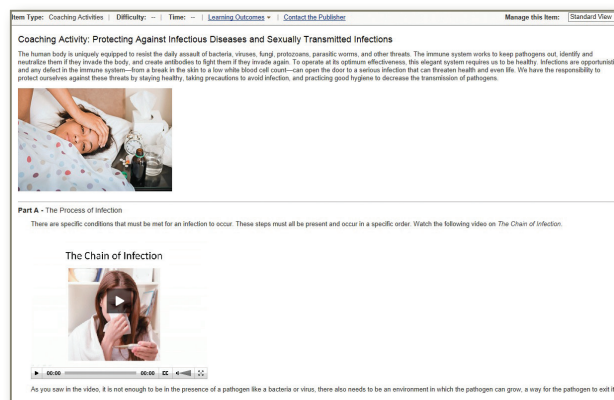 Item Type: Coaching Activities | Difficulty: -- | Time: -- | Learning Outcomes | Contact the Publisher Manage this item: Standard View
Coaching Activity: Protecting Against Infectious Diseases and Sexually Transmitted Infections
The human body is uniquely equipped to resist the daily assault of bacteria, viruses, fungi, protozoans, parasitic worms, and other threats. The immune system works to keep pathogens out, identify and
neutralize them if they invade the body, and create antibodies to fight them if they invade again. To operate at its optimum effectiveness, this elegant system requires us to be healthy. Infections are opportunisti
and any defect in the immune system—from a break in the skin to a low white blood cell count—can open the door to a serious infection that can threaten health and even life. We have the responsibility to
protect ourselves against these threats by staying healthy, taking precautions to avoid infection, and practicing good hygiene to decrease the transmission of pathogens.
Part A - The Process of Infection
There are specific conditions that must be met for an infection to occur. These steps must all be present and occur in a specific order. Watch the following video on The Chain of Infection.
The Chain of Infection
00:00 00:00 CC
As you saw in the video, it is not enough to be in the presence of a pathogen like a bacteria or virus, there also needs to be an environment in which the pathogen can grow, a way for the pathogen to exit it